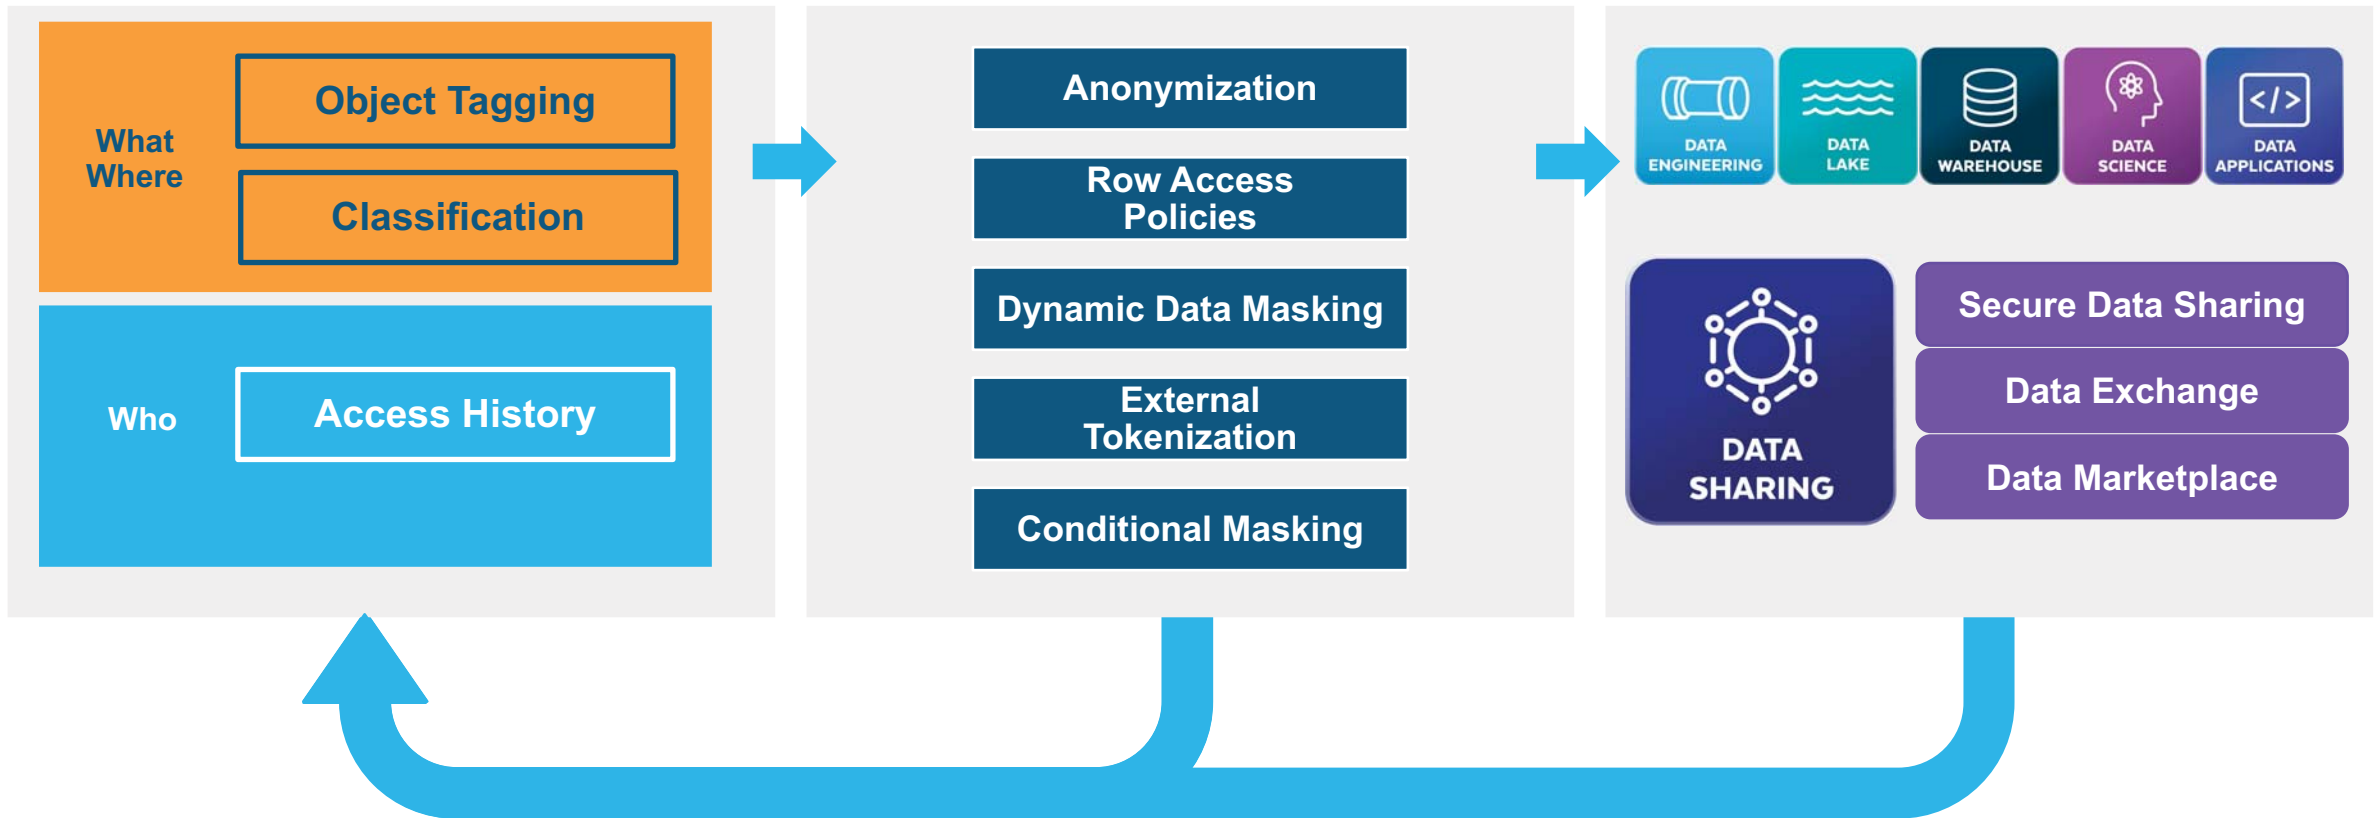 What
Where
Object Tagging
Classification
Who
Access History
Anonymization
Row Access
Policies
Dynamic Data Masking
External
Tokenization
Conditional Masking
DATA
ENGINEERING
DATA
LAKE
DATA
WAREHOUSE
DATA
SCIENCE
</>
DATA
APPLICATIONS
DATA
SHARING
Secure Data Sharing
Data Exchange
Data Marketplace